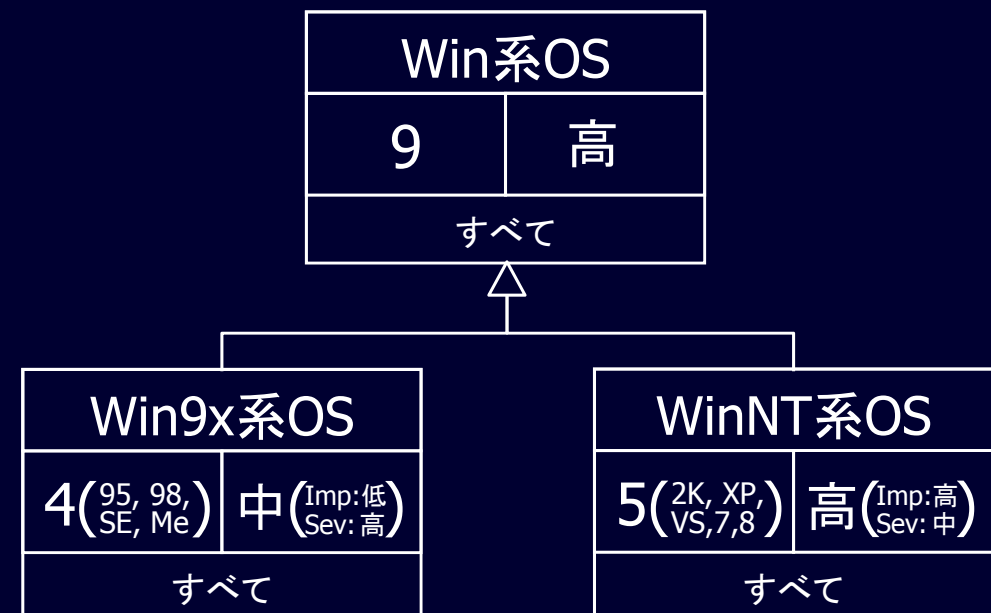 Win系OS
9
高
すべて
Win9x系OS
4(95, 98, SE, Me)
中(Imp:低 Sev:高)
すべて
WinNT系OS
5(2K, XP, VS,7,8)
高(Imp:高 Sev:中)
すべて